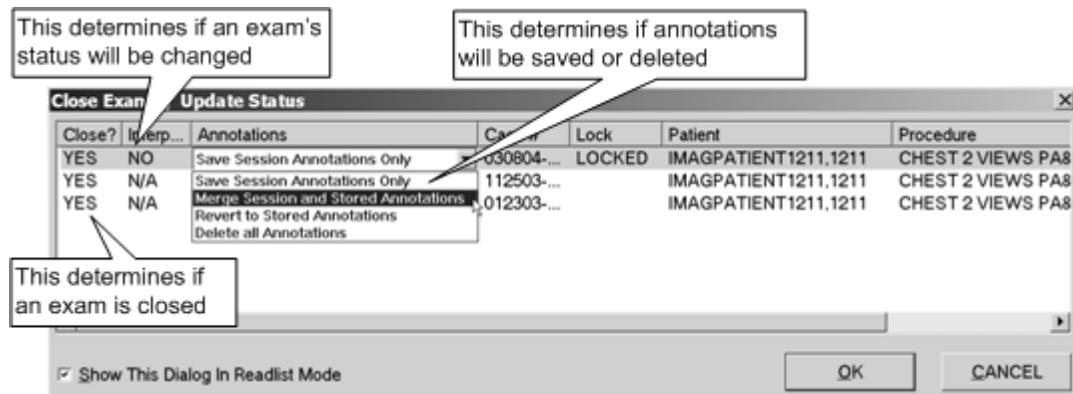 This determines if an exam's
status will be changed
This determines if annotations
will be saved or deleted
Close Update Status
Close? Annotations Lock Patient Procedure
YES NO Save Session Annotations Only 030804-... LOCKED IMAGPATIENT1211,1211 CHEST 2 VIEWS PA&
YES N/A Save Session Annotations Only 112503-... IMAGPATIENT1211,1211 CHEST 2 VIEWS PA&
YES N/A Merge Session and Stored Annotations 012303-... IMAGPATIENT1211,1211 CHEST 2 VIEWS PA&
Revert to Stored Annotations
Delete all Annotations
This determines if
an exam is closed
Show This Dialog In Readlist Mode
OK
CANCEL